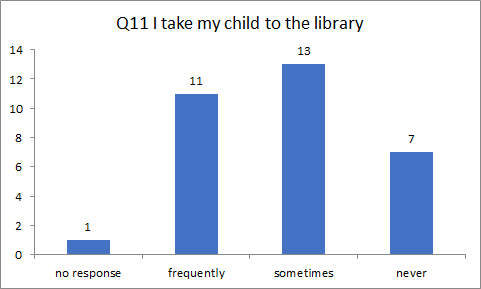 Q11 I take my child to the library
14
12
10
8
6
4
2
0
1
11
13
7
no response
frequently
sometimes
never